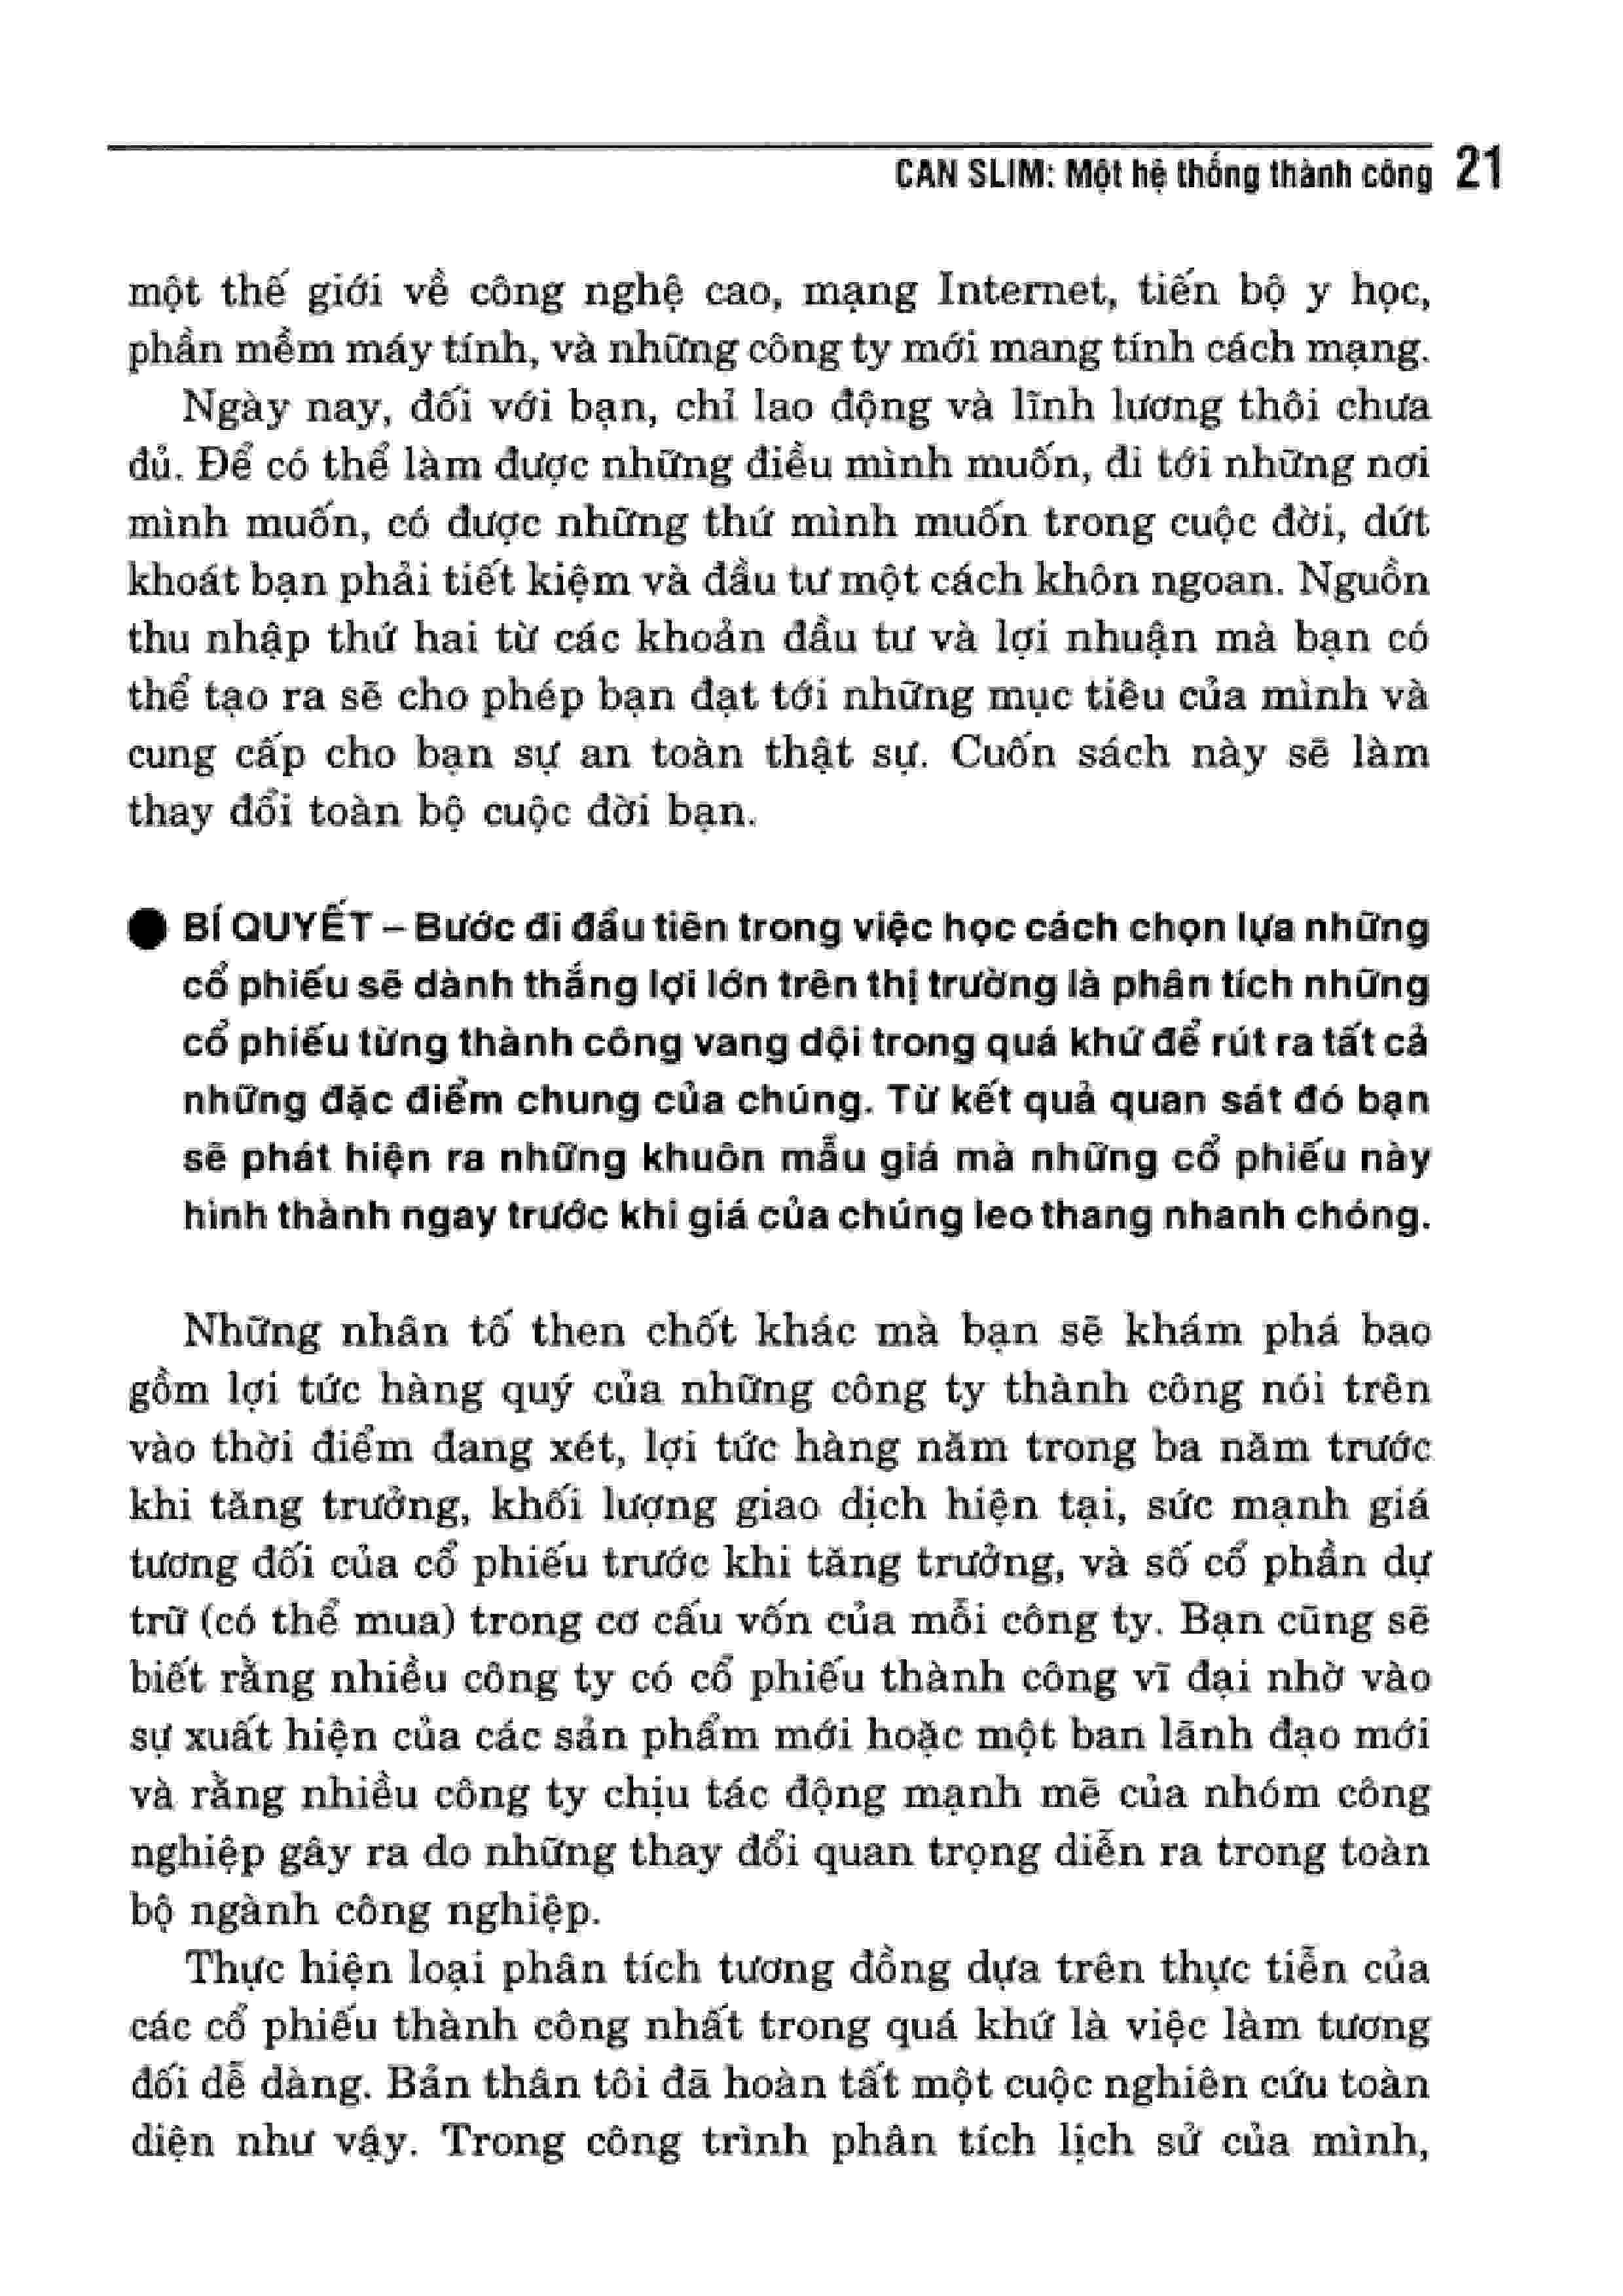 CAN SLIM: Một hệ thống thành công 21
một thế giới về công nghệ cao, mạng Internet, tiến bộ y học,
phần mềm máy tính, và những công ty mới mang tính cách mạng.
Ngày nay, đối với bạn, chỉ lao động và lĩnh lương thôi chưa
đủ. Để có thể làm được những điều mình muốn, đi tới những nơi
mình muốn, có được những thứ mình muốn trong cuộc đời, dứt
khoát bạn phải tiết kiệm và đầu tư một cách khôn ngoan. Nguồn
thu nhập thứ hai từ các khoản đầu tư và lợi nhuận mà bạn có
thể tạo ra sẽ cho phép bạn đạt tới những mục tiêu của mình và
cung cấp cho bạn sự an toàn thật sự. Cuốn sách này sẽ làm
thay đổi toàn bộ cuộc đời bạn.
● BÍ QUYẾT – Bước đi đầu tiên trong việc học cách chọn lựa những
cổ phiếu sẽ dành thắng lợi lớn trên thị trường là phân tích những
cổ phiếu từng thành công vang dội trong quá khứ để rút ra tất cả
những đặc điểm chung của chúng. Từ kết quả quan sát đó bạn
sẽ phát hiện ra những khuôn mẫu giá mà những cổ phiếu này
hình thành ngay trước khi giá của chúng leo thang nhanh chóng.
Những nhân tố then chốt khác mà bạn sẽ khám phá bao
gồm lợi tức hàng quý của những công ty thành công nói trên
vào thời điểm đang xét, lợi tức hàng năm trong ba năm trước
khi tăng trưởng, khối lượng giao dịch hiện tại, sức mạnh giá
tương đối của cổ phiếu trước khi tăng trưởng, và số cổ phần dự
trữ (có thể mua) trong cơ cấu vốn của mỗi công ty. Bạn cũng sẽ
biết rằng nhiều công ty có cổ phiếu thành công vĩ đại nhờ vào
sự xuất hiện của các sản phẩm mới hoặc một ban lãnh đạo mới
và rằng nhiều công ty chịu tác động mạnh mẽ của nhóm công
nghiệp gây ra do những thay đổi quan trọng diễn ra trong toàn
bộ ngành công nghiệp.
Thực hiện loại phân tích tương đồng dựa trên thực tiễn của
các cổ phiếu thành công nhất trong quá khứ là việc làm tương
đối dễ dàng. Bản thân tôi đã hoàn tất một cuộc nghiên cứu toàn
diện như vậy. Trong công trình phân tích lịch sử của mình,